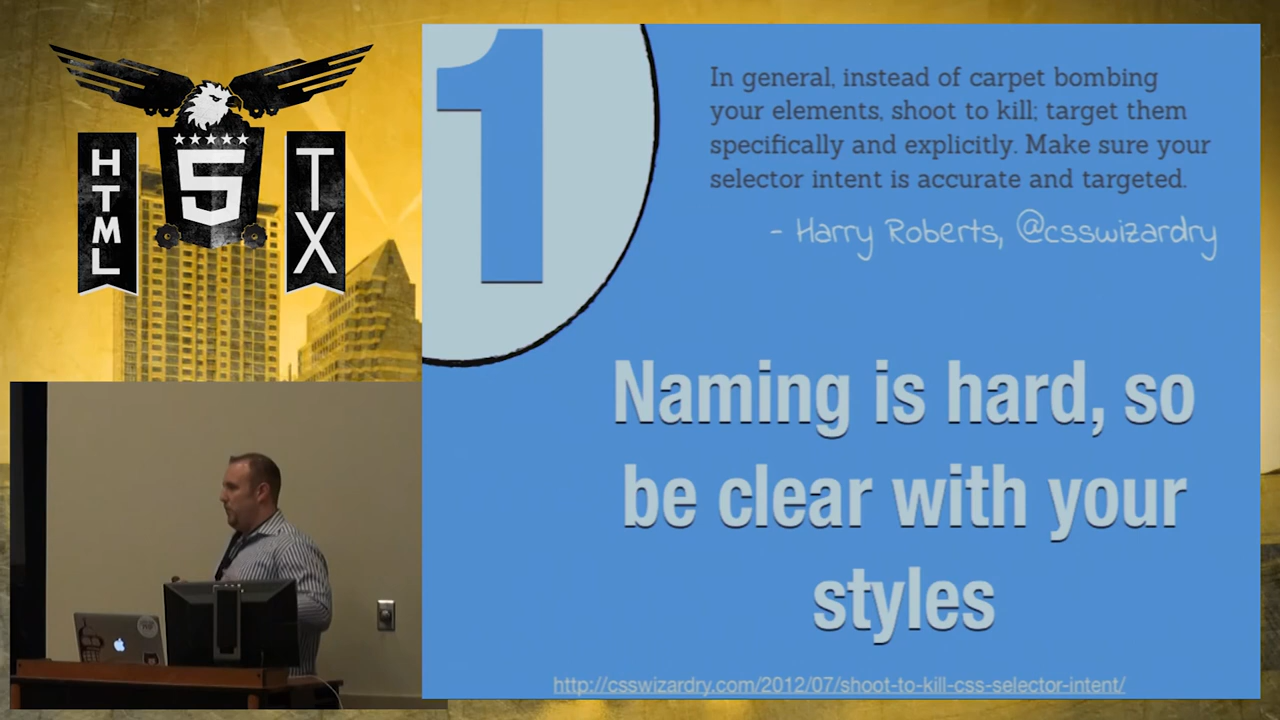 HTML
5
TX
1
In general, instead of carpet bombing
your elements, shoot to kill; target them
specifically and explicitly. Make sure your
selector intent is accurate and targeted.
- Harry Roberts, @csswizardry
Naming is hard, so
be clear with your
styles
http://csswizardry.com/2012/07/shoot-to-kill-css-selector-intent/